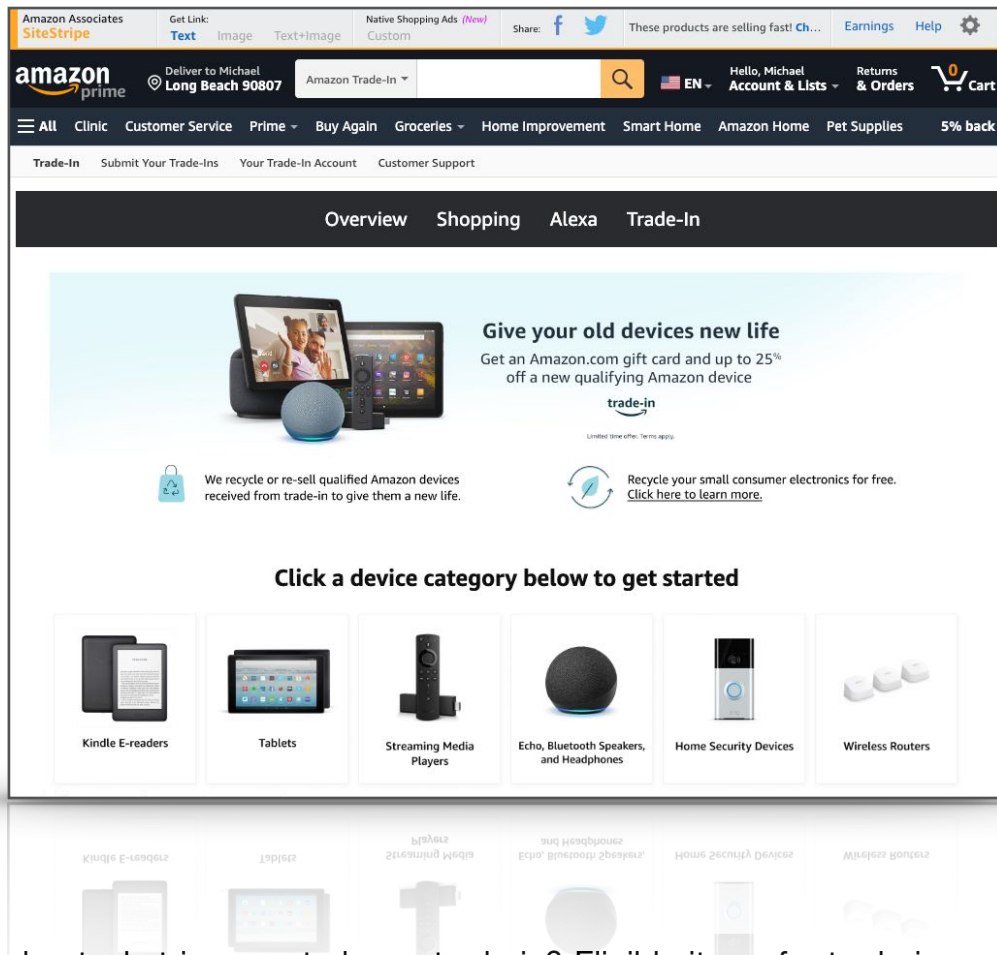 Amazon Associates
SiteStripe
Get Link:
Text Image Text+Image
Native Shopping Ads (New)
Custom
Share:
These products are selling fast! Ch...
Earnings Help
amazon
prime
Deliver to Michael
Long Beach 90807
Amazon Trade-In
EN
Hello, Michael
Account & Lists
Returns
& Orders
0
Cart
All Clinic Customer Service Prime Buy Again Groceries Home Improvement Smart Home Amazon Home Pet Supplies 5% back
Trade-In Submit Your Trade-Ins Your Trade-In Account Customer Support
Overview Shopping Alexa Trade-In
Give your old devices new life
Get an Amazon.com gift card and up to 25%
off a new qualifying Amazon device
trade-in
Limited time offer. Terms apply.
We recycle or re-sell qualified Amazon devices
received from trade-in to give them a new life.
Recycle your small consumer electronics for free.
Click here to learn more.
Click a device category below to get started
Kindle E-readers
Tablets
Streaming Media
Players
Echo, Bluetooth Speakers,
and Headphones
Home Security Devices
Wireless Routers